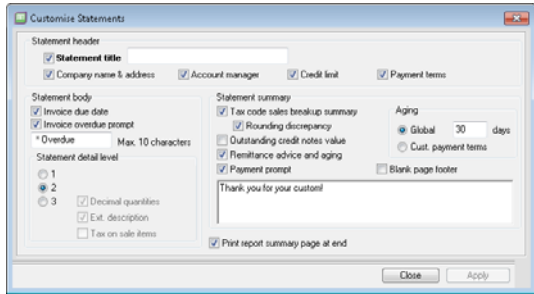 Customise Statements
Statement header
Statement title
Company name & address Account manager Credit limit Payment terms
Statement body
Invoice due date
Invoice overdue prompt
* Overdue Max. 10 characters
Statement detail level
1
2
3 Decimal quantities
Ext. description
Tax on sale items
Statement summary
Tax code sales breakup summary
Rounding discrepancy
Outstanding credit notes value
Remittance advice and aging
Payment prompt Blank page footer
Aging
Global 30 days
Cust. payment terms
Thank you for your custom!
Print report summary page at end
Close Apply